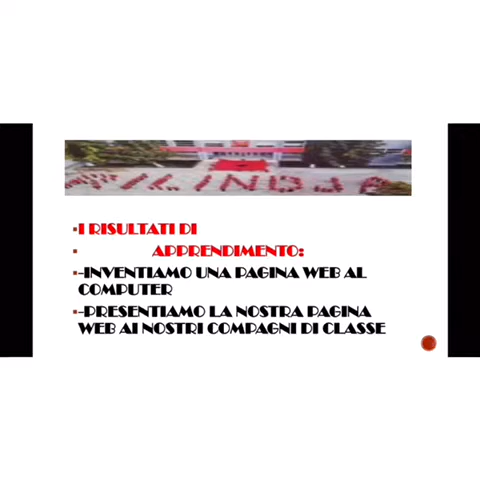 I RISULTATI DI
APPRENDIMENTO:
-INVENTIAMO UNA PAGINA WEB AL
COMPUTER
-PRESENTIAMO LA NOSTRA PAGINA
WEB AI NOSTRI COMPAGNI DI CLASSE